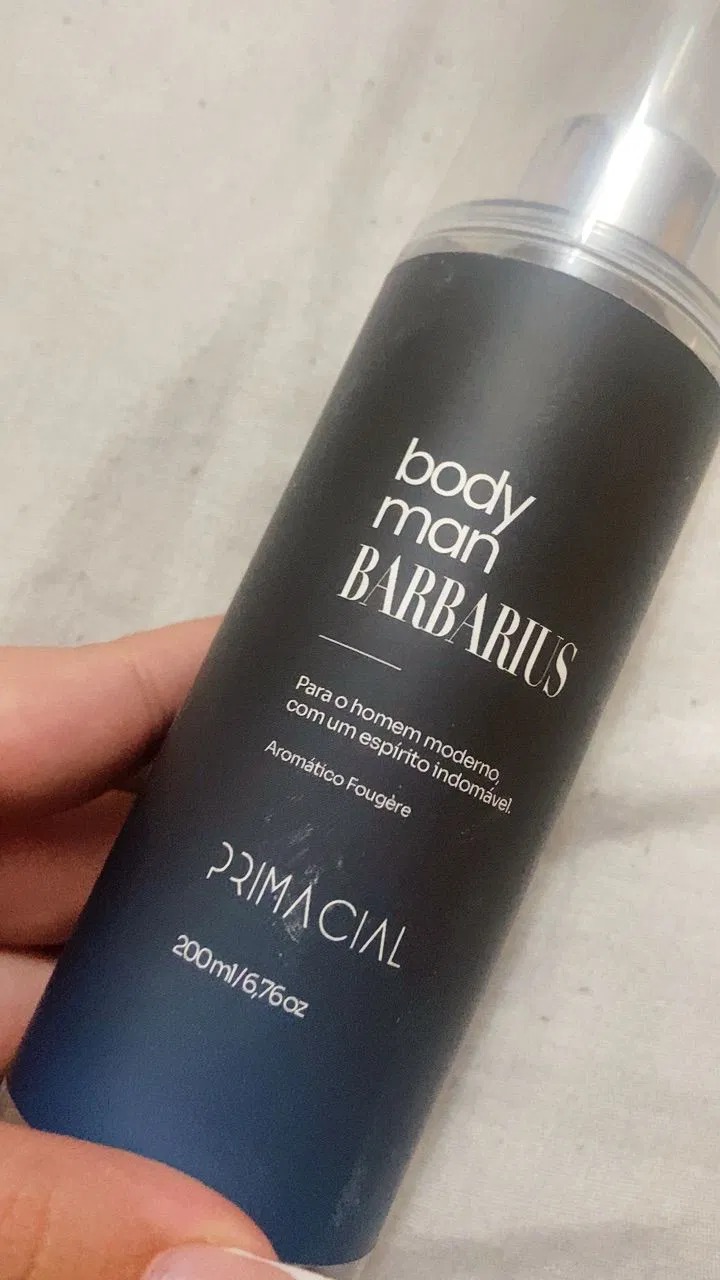 body
man
BARBARIUS
Para o homem moderno,
com um espírito indomável.
Aromático Fougère
PRIMACIAL
200ml/6,76oz